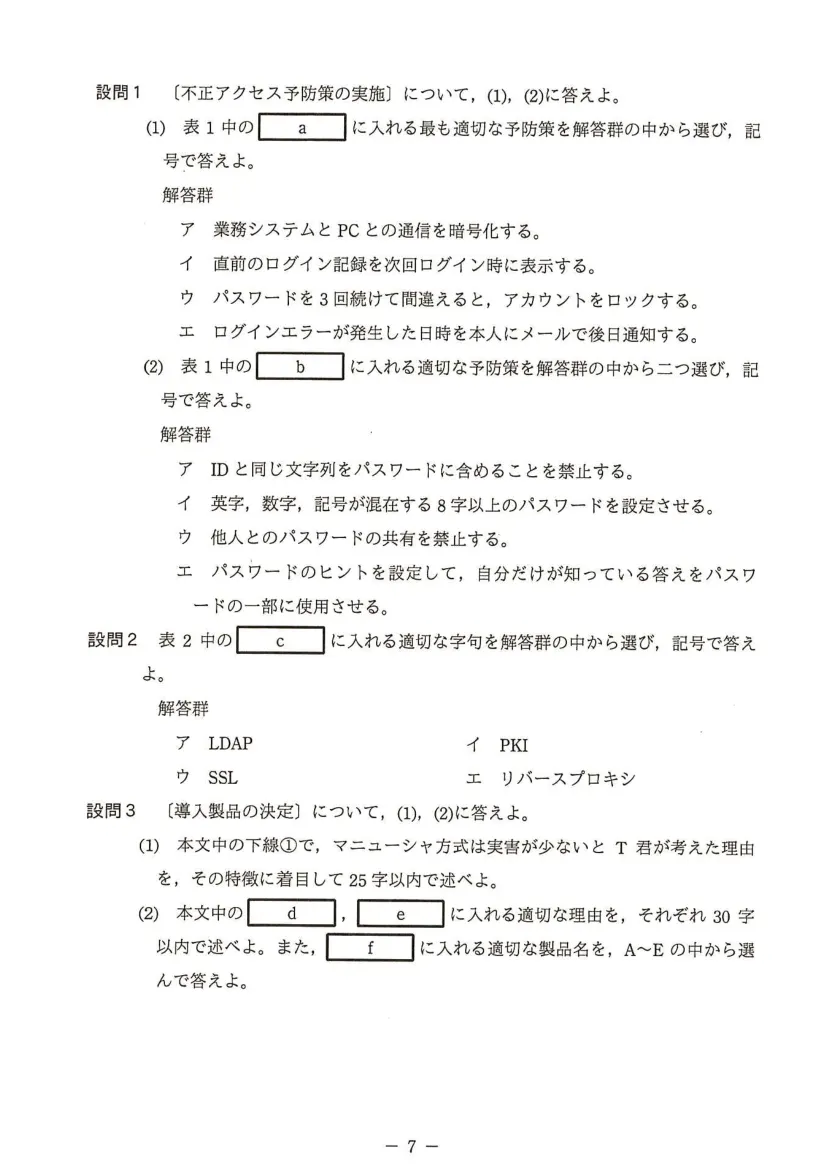 設問1 〔不正アクセス予防策の実施〕について，(1)，(2)に答えよ。
(1) 表 1 中の a に入れる最も適切な予防策を解答群の中から選び，記
号で答えよ。
解答群
ア 業務システムと PC との通信を暗号化する。
イ 直前のログイン記録を次回ログイン時に表示する。
ウ パスワードを 3 回続けて間違えると，アカウントをロックする。
エ ログインエラーが発生した日時を本人にメールで後日通知する。
(2) 表 1 中の b に入れる適切な予防策を解答群の中から二つ選び，記
号で答えよ。
解答群
ア ID と同じ文字列をパスワードに含めることを禁止する。
イ 英字，数字，記号が混在する 8 字以上のパスワードを設定させる。
ウ 他人とのパスワードの共有を禁止する。
エ パスワードのヒントを設定して，自分だけが知っている答えをパスワ
ードの一部に使用させる。
設問2 表 2 中の c に入れる適切な字句を解答群の中から選び，記号で答え
よ。
解答群
ア LDAP イ PKI
ウ SSL エ リバースプロキシ
設問3 〔導入製品の決定〕について，(1)，(2)に答えよ。
(1) 本文中の下線①で，マニューシャ方式は実害が少ないと T 君が考えた理由
を，その特徴に着目して 25 字以内で述べよ。
(2) 本文中の d ， e に入れる適切な理由を，それぞれ 30 字
以内で述べよ。また， f に入れる適切な製品名を，A～E の中から選
んで答えよ。
－ 7 －